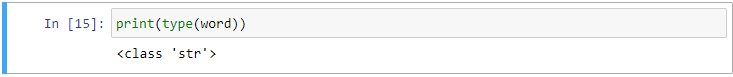 In [15]: print(type(word))
<class 'str'>